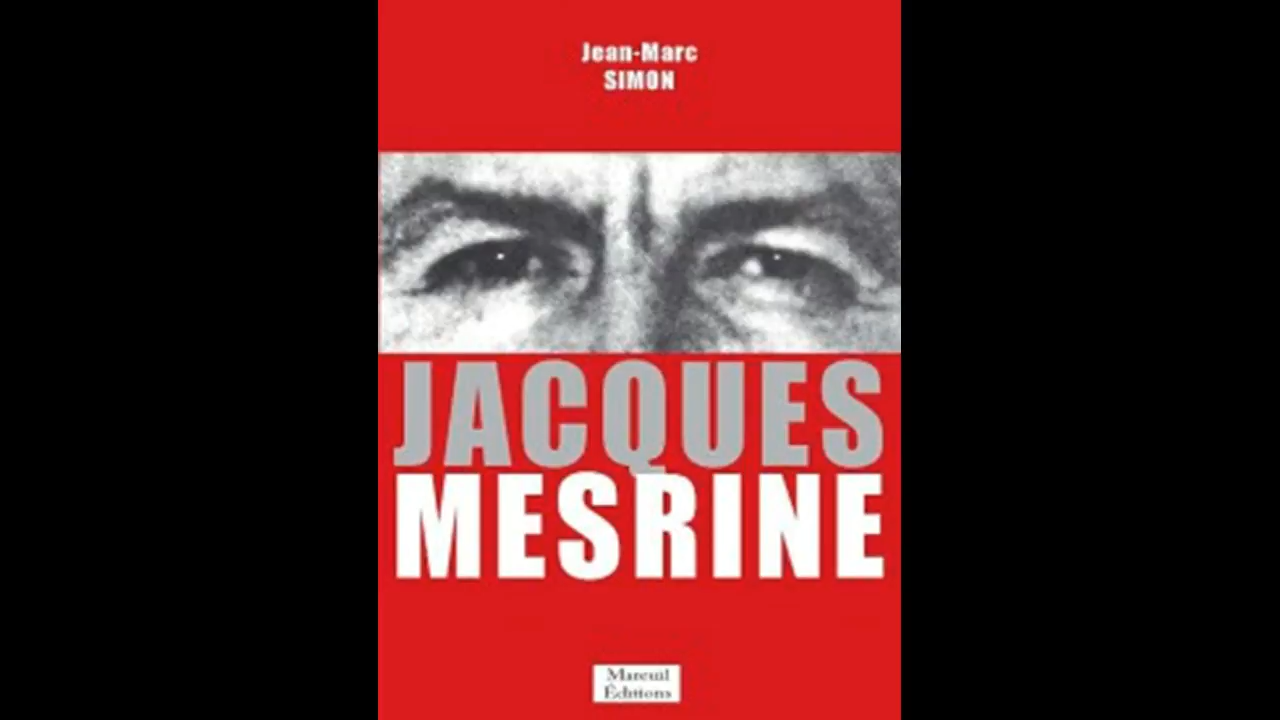 Jean-Marc
SIMON
JACQUES
MESRINE
Mareuil
Éditions